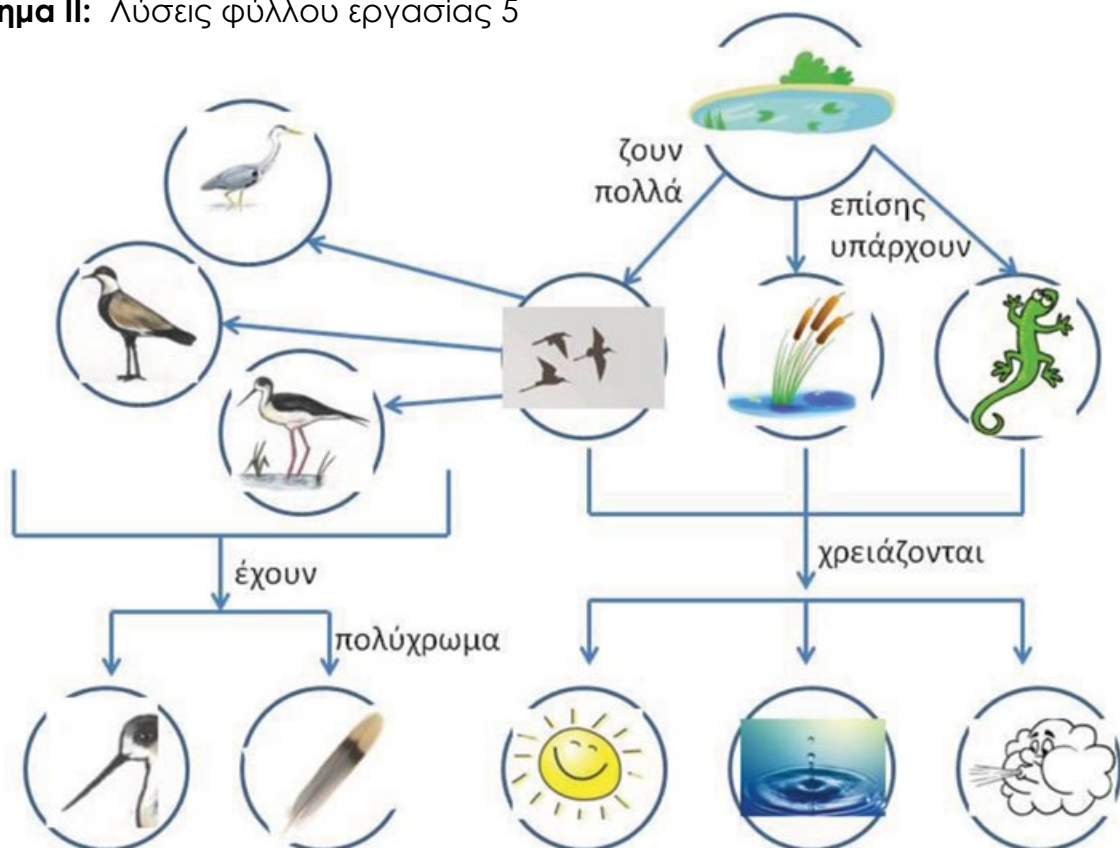 ημα ΙΙ: Λύσεις φύλλου εργασίας 5
ζουν
πολλά
επίσης
υπάρχουν
χρειάζονται
έχουν
πολύχρωμα